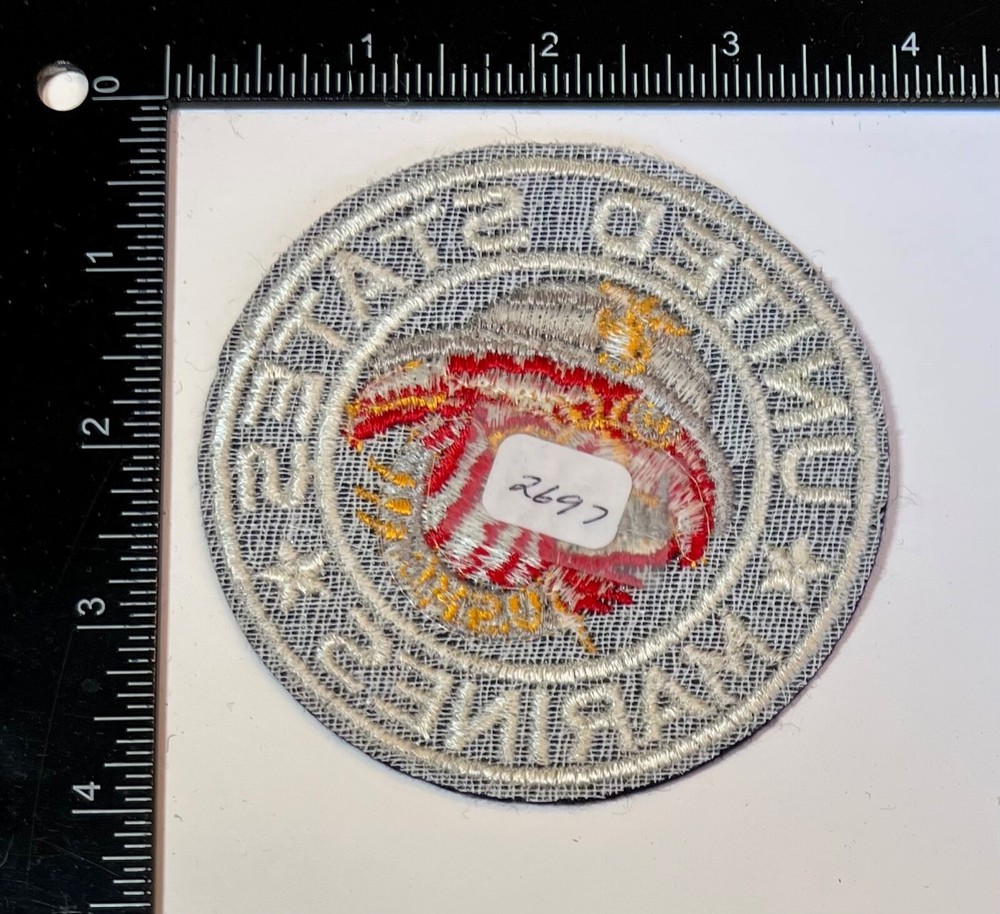 0 1 2 3 4
1
2
3
4
UNITED STATES
U.S.M.C.
2697
MARINES